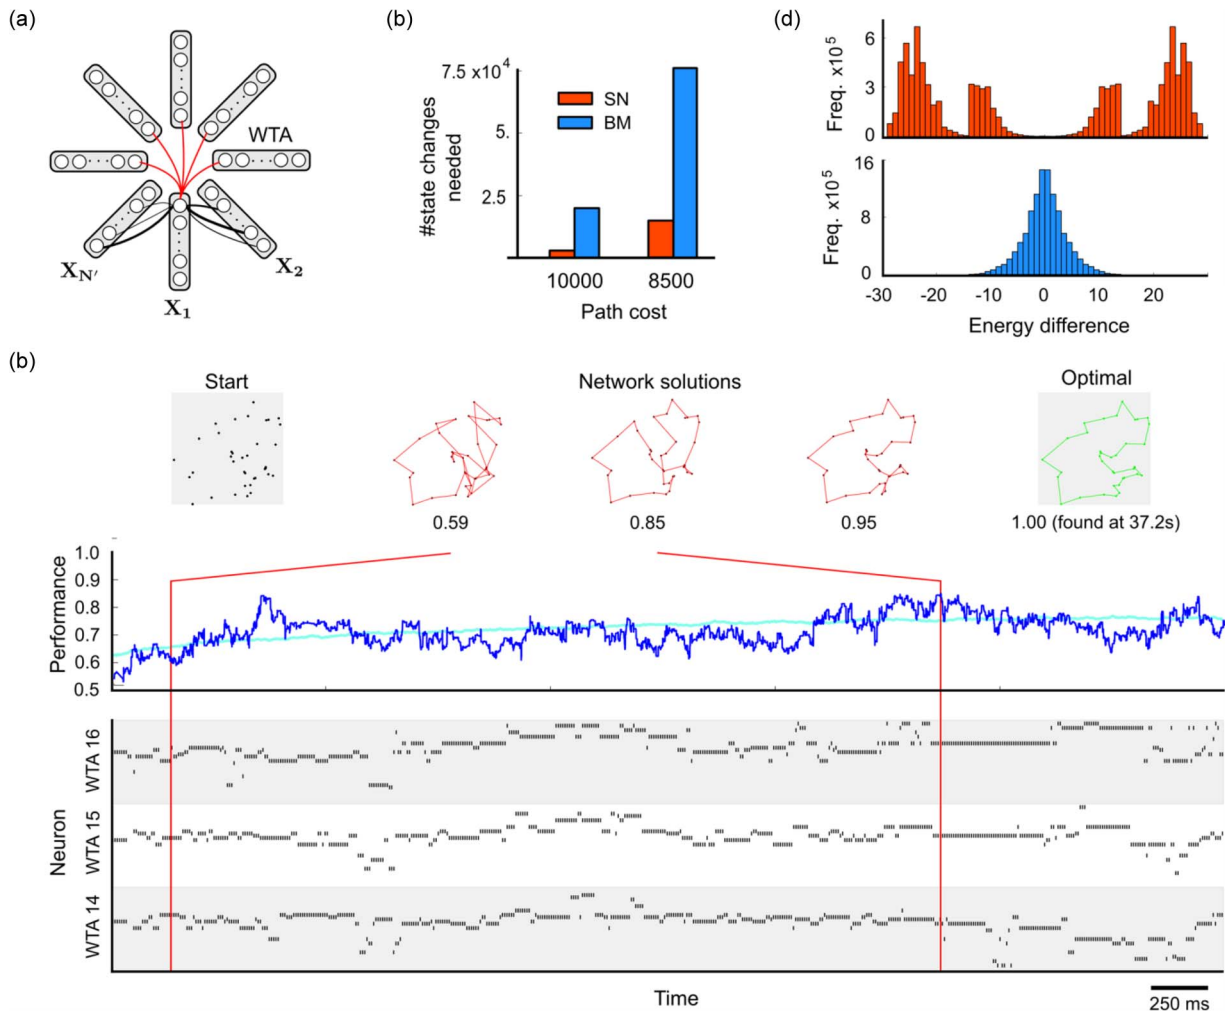 (a)
WTA
X_N'
X_1
X_2
(b)
7.5 x10^4
5.
2.5
#state changes
needed
SN
BM
10000
8500
Path cost
(d)
Freq. x10^5
6
3
0
Freq. x10^5
16
8
0
-30
-20
-10
0
10
20
Energy difference
(b)
Start
Network solutions
Optimal
0.59
0.85
0.95
1.00 (found at 37.2s)
Performance
1.0
0.9
0.8
0.7
0.6
0.5
Neuron
WTA 16
WTA 15
WTA 14
Time
250 ms